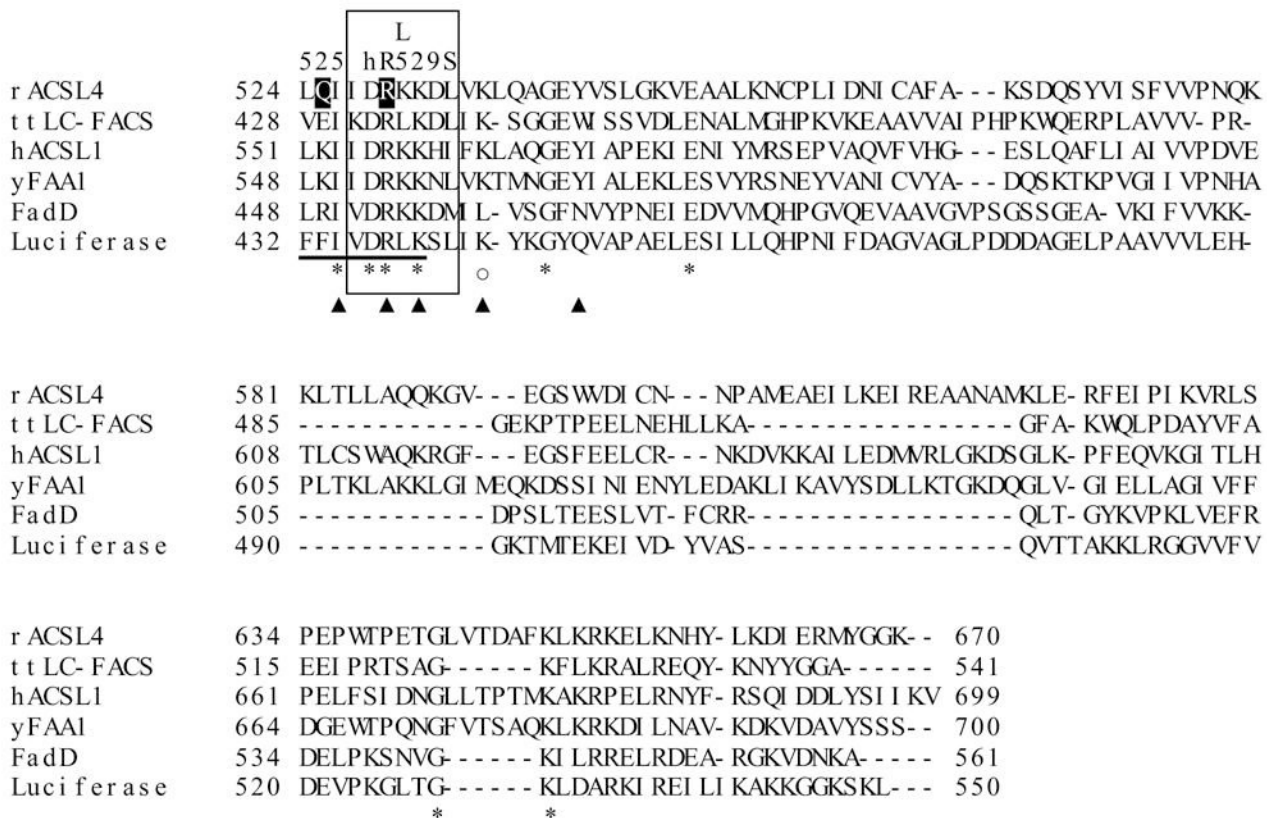 L
525 hR529S
rACSL4 524 LQIIDRKKDLVKLQAGEYVSLGKVEAALKNCPLIDNICAFA---KSDQSYVISFVVPNQK
ttLC-FACS 428 VEIKDRLKDLIK-SGGEWISSVDLENALMGHPKVKEAAVVAIPHPKWQERPLAVVV-PR-
hACSL1 551 LKIIDRKKHIFKLAQGEYIAPEKIENIYMRSEPVAQVFVHG---ESLQAFLIAIVVPDVE
yFAA1 548 LKIIDRKKNLVKTMNGEYIALEKLESVYRSNEYVANICVYA---DQSKTKPVGIIVPNHA
FadD 448 LRIVDRKKDMIL-VSGFNVYPNEIEDVVMQHPGVQEVAAVGVPSGSSGEA-VKIFVVKK-
Luciferase 432 FFIVDRLKSLIK-YKGYQVAPAELESILLQHPNIFDAGVAGLPDDDAGELPAAVVVLEH-
* ** * ○ * *
▲ ▲ ▲ ▲ ▲
rACSL4 581 KLTLLAQQKGV---EGSWVDICN---NPAMEAEILKEIREAANAMKLE-RFEIPIKVRLS
ttLC-FACS 485 ------------GEKPTPEELNEHLLKA-----------------GFA-KWQLPDAYVFA
hACSL1 608 TLCSWAQKRGF---EGSFEELCR---NKDVKKAILEDMVRLGKDSGLK-PFEQVKGITLH
yFAA1 605 PLTKLAKKLGIMEQKDSSINIENYLEDAKLIKAVYSDLLKTGKDQGLV-GIELLAGIVFF
FadD 505 ------------DPSLTEESLVT-FCRR-----------------QLT-GYKVPKLVEFR
Luciferase 490 ------------GKTMTEKEIVD-YVAS-----------------QVTTAKKLRGGVVFV
rACSL4 634 PEPWTPETGLVTDAFKLKRKELKNHY-LKDIERMYGGK-- 670
ttLC-FACS 515 EEIPRTSAG------KFLKRALREQY-KNYYGGA------ 541
hACSL1 661 PELFSIDNGLLTPTMKAKRPELRNYF-RSQIDDLYSIIKV 699
yFAA1 664 DGEWTPQNGFVTSAQKLKRKDILNAV-KDKVDAVYSSS-- 700
FadD 534 DELPKSNVG------KILRRELRDEA-RGKVDNKA----- 561
Luciferase 520 DEVPKGLTG------KLDARKIREILIKAKKGGKSKL--- 550
* *